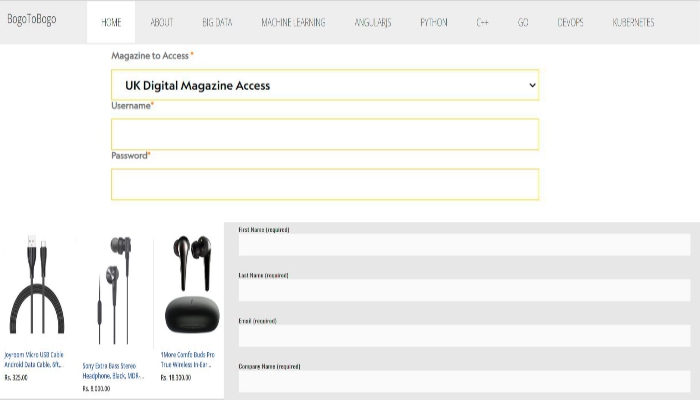 BogoToBogo HOME ABOUT BIG DATA MACHINE LEARNING ANGULARJS PYTHON C++ GO DEVOPS KUBERNETES
Magazine to Access *
UK Digital Magazine Access
Username*
Password*
Joyroom Micro USB Cable
Android Data Cable, 6ft,...
Rs. 325.00
Sony Extra Bass Stereo
Headphone, Black, MDR-...
Rs. 8,000.00
1More Comfo Buds Pro
True Wireless In-Ear...
Rs. 18,300.00
First Name (required)
Last Name (required)
Email (required)
Company Name (required)